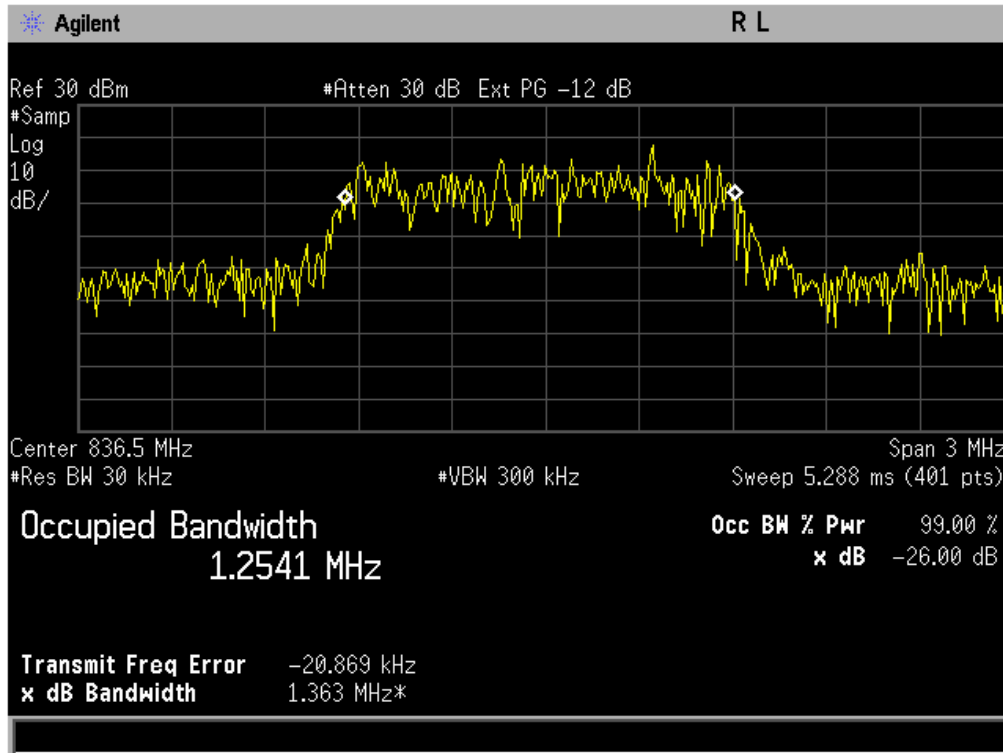 Agilent R L
Ref 30 dBm #Atten 30 dB Ext PG -12 dB
#Samp
Log
10
dB/
Center 836.5 MHz Span 3 MHz
#Res BW 30 kHz #VBW 300 kHz Sweep 5.288 ms (401 pts)
Occupied Bandwidth Occ BW % Pwr 99.00 %
1.2541 MHz x dB -26.00 dB
Transmit Freq Error -20.869 kHz
x dB Bandwidth 1.363 MHz*